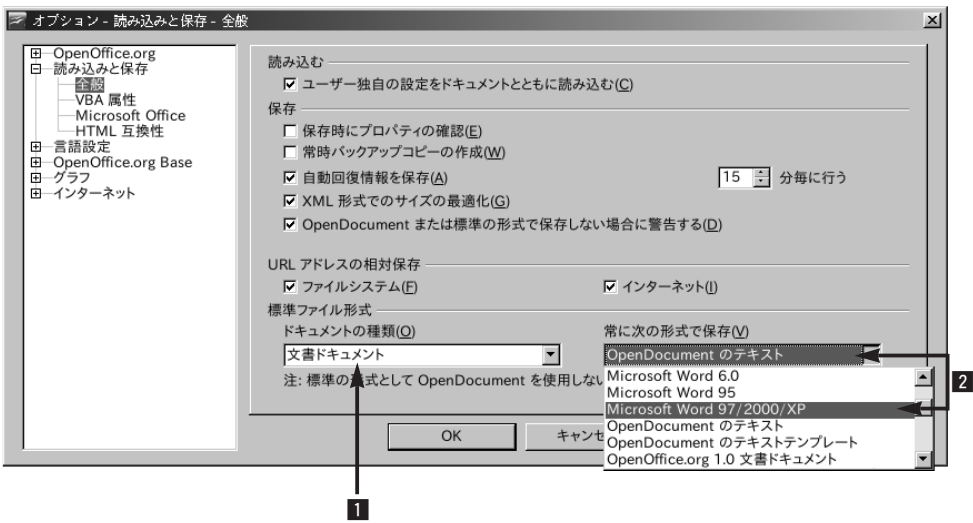 オプション - 読み込みと保存 - 全般
OpenOffice.org
読み込みと保存
全般
VBA 属性
Microsoft Office
HTML 互換性
言語設定
OpenOffice.org Base
グラフ
インターネット
読み込む
ユーザー独自の設定をドキュメントとともに読み込む(C)
保存
保存時にプロパティの確認(E)
常時バックアップコピーの作成(W)
自動回復情報を保存(A) 15 分毎に行う
XML 形式でのサイズの最適化(G)
OpenDocument または標準の形式で保存しない場合に警告する(D)
URL アドレスの相対保存
ファイルシステム(F) インターネット(I)
標準ファイル形式
ドキュメントの種類(O) 常に次の形式で保存(V)
文書ドキュメント OpenDocument のテキスト
注: 標準の形式として OpenDocument を使用しな
Microsoft Word 6.0
Microsoft Word 95
Microsoft Word 97/2000/XP
OpenDocument のテキスト
OpenDocument のテキストテンプレート
OpenOffice.org 1.0 文書ドキュメント
OK キャンセ
2
1